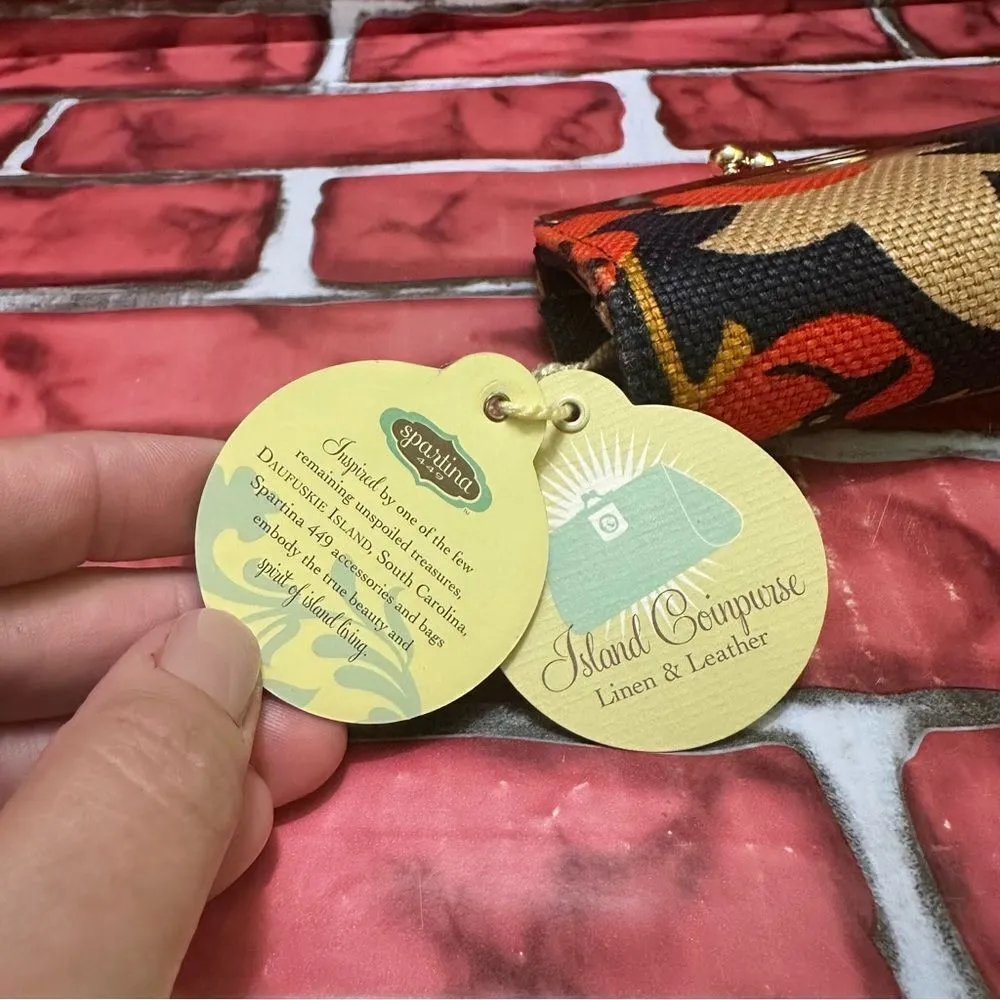 spartina
449
™
Inspired by one of the few
remaining unspoiled treasures,
DAUFUSKIE ISLAND, South Carolina,
Spartina 449 accessories and bags
embody the true beauty and
spirit of island living.
Island Coinpurse
Linen & Leather